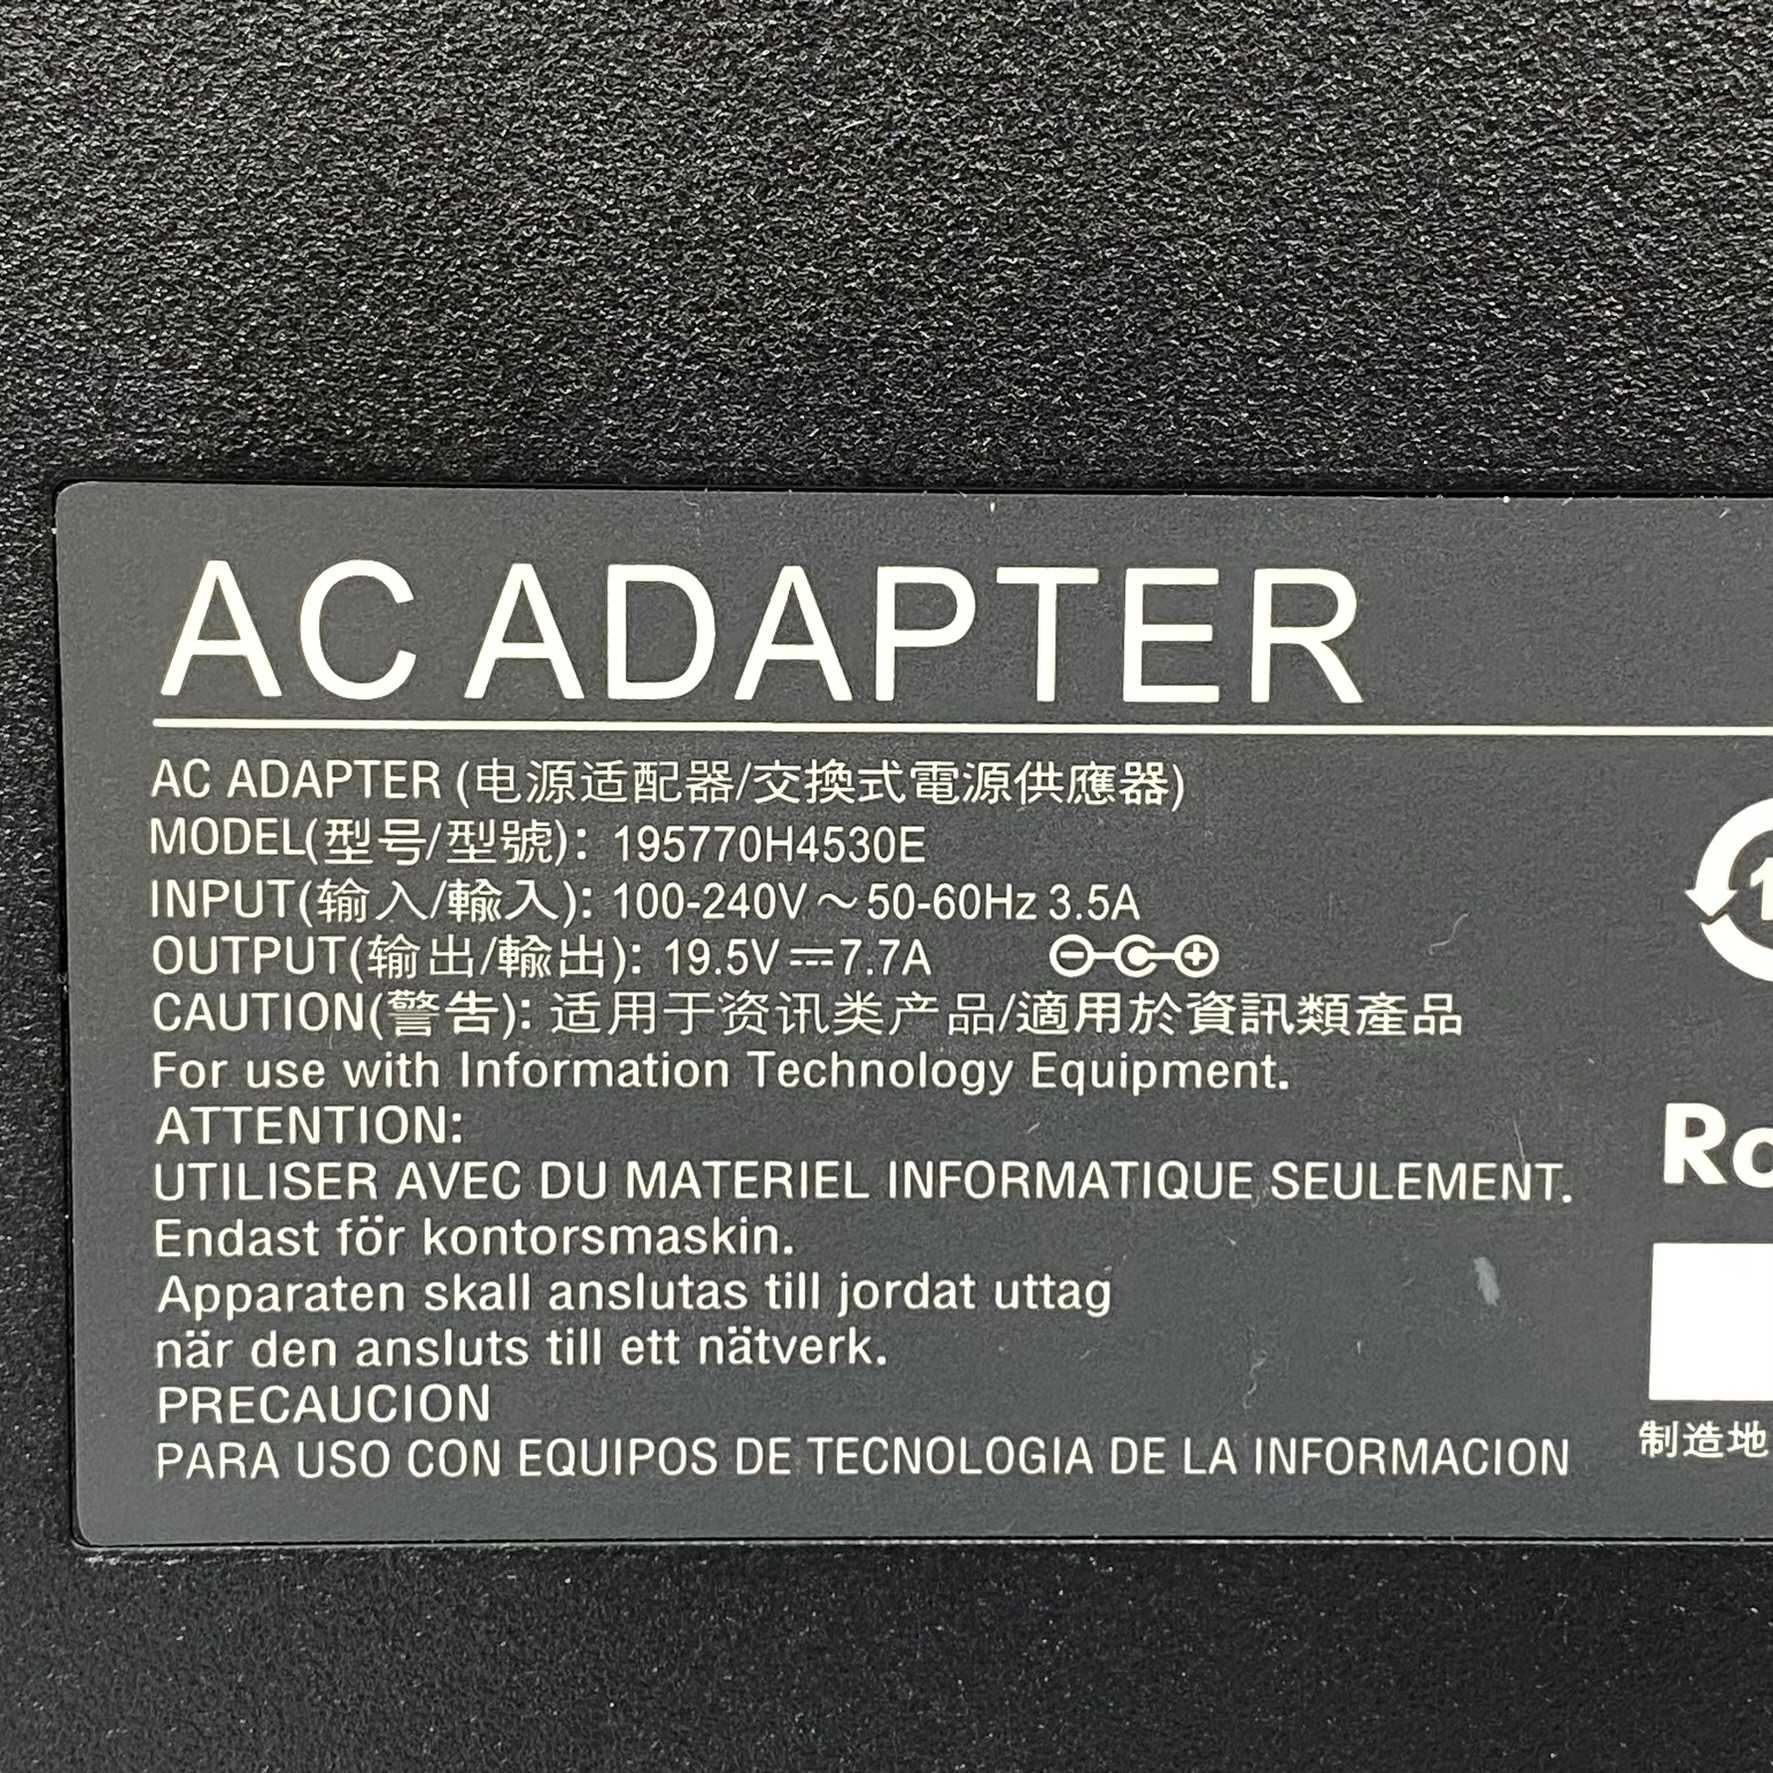 AC ADAPTER
AC ADAPTER (电源适配器/交換式電源供應器)
MODEL(型号/型號): 195770H4530E
INPUT(输入/輸入): 100-240V～50-60Hz 3.5A
OUTPUT(输出/輸出): 19.5V⎓7.7A
CAUTION(警告): 适用于资讯类产品/適用於資訊類產品
For use with Information Technology Equipment.
ATTENTION:
UTILISER AVEC DU MATERIEL INFORMATIQUE SEULEMENT.
Endast för kontorsmaskin.
Apparaten skall anslutas till jordat uttag
när den ansluts till ett nätverk.
PRECAUCION
PARA USO CON EQUIPOS DE TECNOLOGIA DE LA INFORMACION
1
Ro
制造地